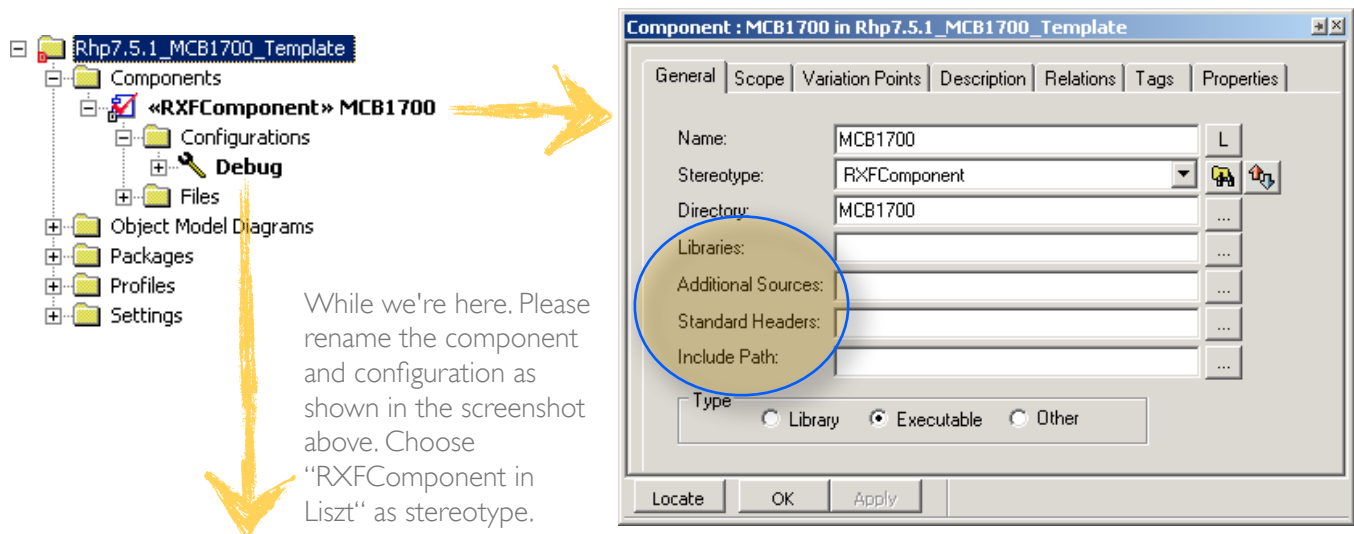 Rhp7.5.1_MCB1700_Template
Components
«RXFComponent» MCB1700
Configurations
Debug
Files
Object Model Diagrams
Packages
Profiles
Settings
While we're here. Please
rename the component
and configuration as
shown in the screenshot
above. Choose
“RXFComponent in
Liszt“ as stereotype.
Component : MCB1700 in Rhp7.5.1_MCB1700_Template
General Scope Variation Points Description Relations Tags Properties
Name: MCB1700 L
Stereotype: RXFComponent
Directory: MCB1700 ...
Libraries: ...
Additional Sources: ...
Standard Headers: ...
Include Path: ...
Type
Library Executable Other
Locate OK Apply